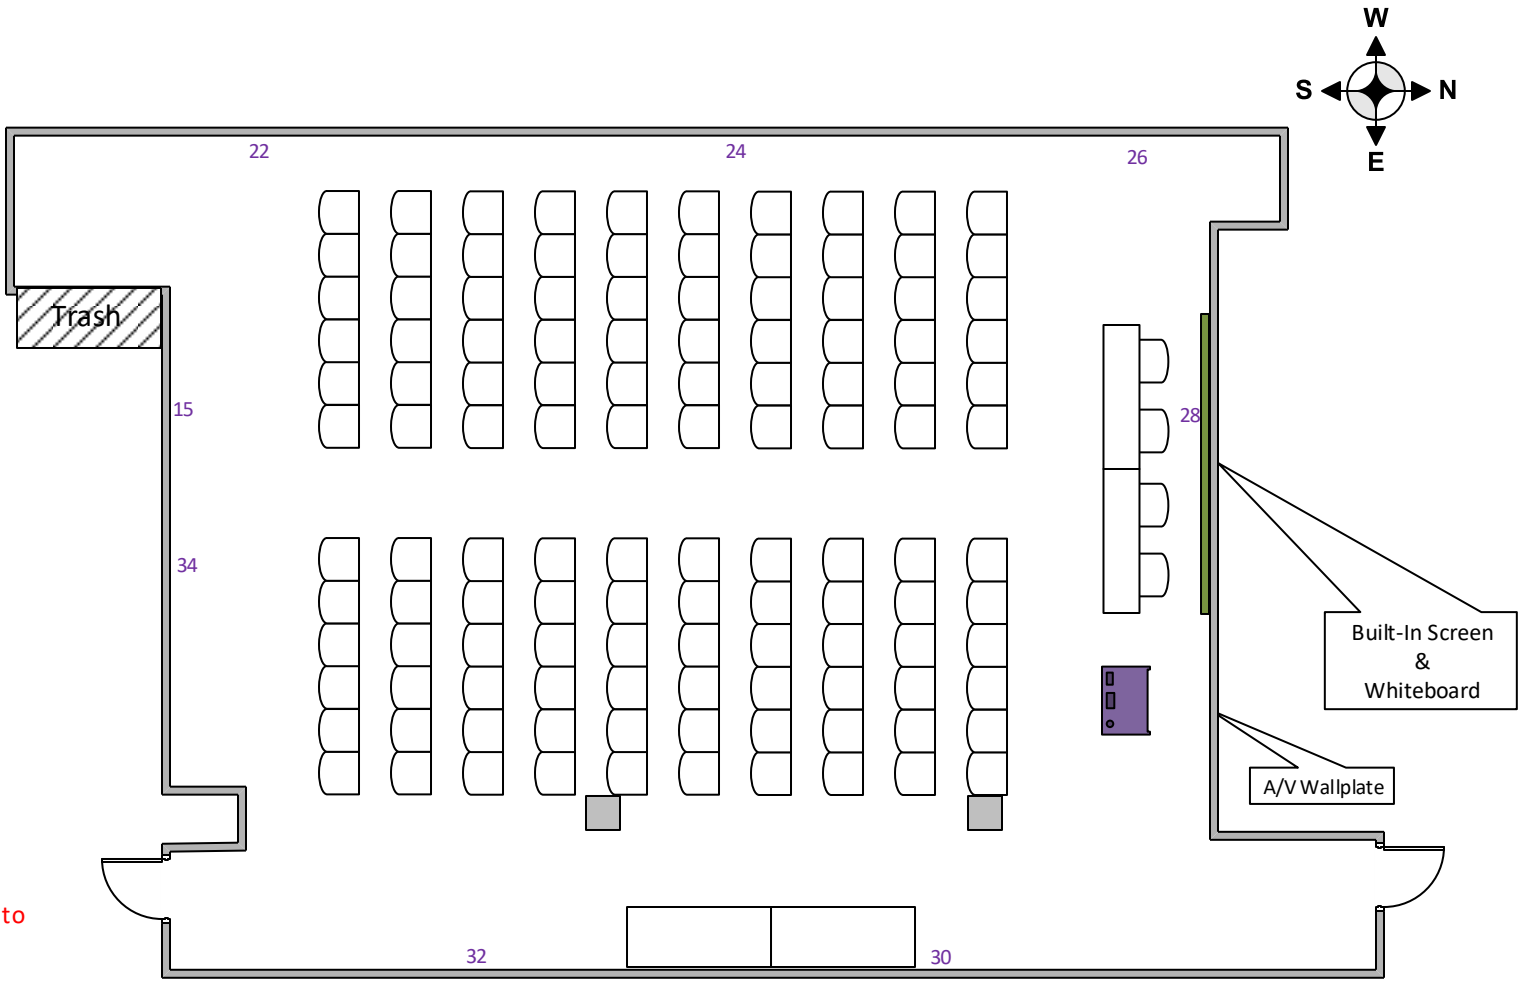 W
S
N
E
22
24
26
Trash
15
28
34
Built-In Screen
&
Whiteboard
A/V Wallplate
to
32
30